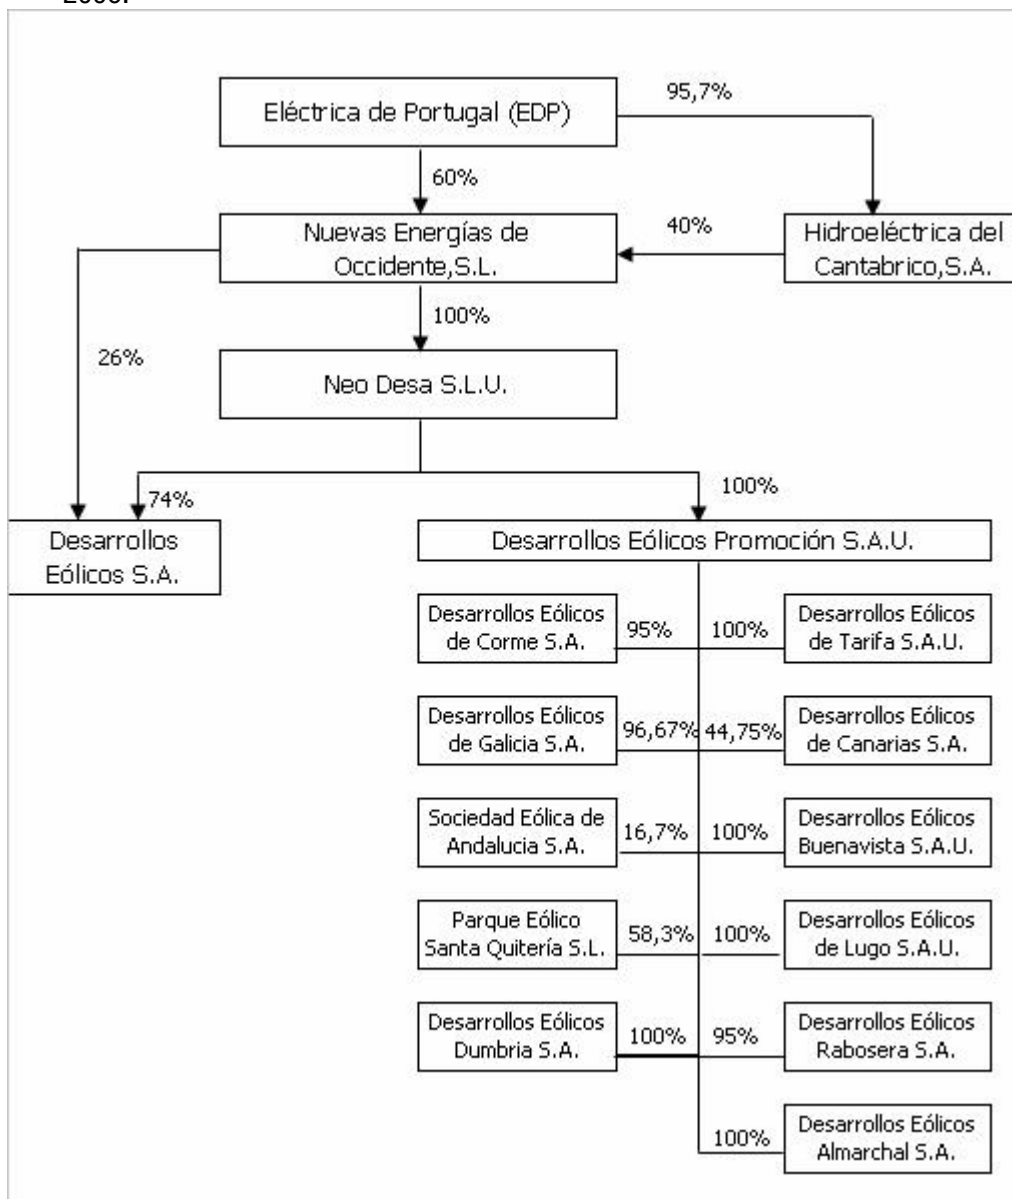 95,7%
Eléctrica de Portugal (EDP)
60%
Nuevas Energías de
Occidente,S.L.
40%
Hidroeléctrica del
Cantabrico,S.A.
100%
26%
Neo Desa S.L.U.
74%
100%
Desarrollos
Eólicos S.A.
Desarrollos Eólicos Promoción S.A.U.
Desarrollos Eólicos
de Corme S.A.
95%
100%
Desarrollos Eólicos
de Tarifa S.A.U.
Desarrollos Eólicos
de Galicia S.A.
96,67%
44,75%
Desarrollos Eólicos
de Canarias S.A.
Sociedad Eólica de
Andalucia S.A.
16,7%
100%
Desarrollos Eólicos
Buenavista S.A.U.
Parque Eólico
Santa Quitería S.L.
58,3%
100%
Desarrollos Eólicos
de Lugo S.A.U.
Desarrollos Eólicos
Dumbria S.A.
100%
95%
Desarrollos Eólicos
Rabosera S.A.
100%
Desarrollos Eólicos
Almarchal S.A.